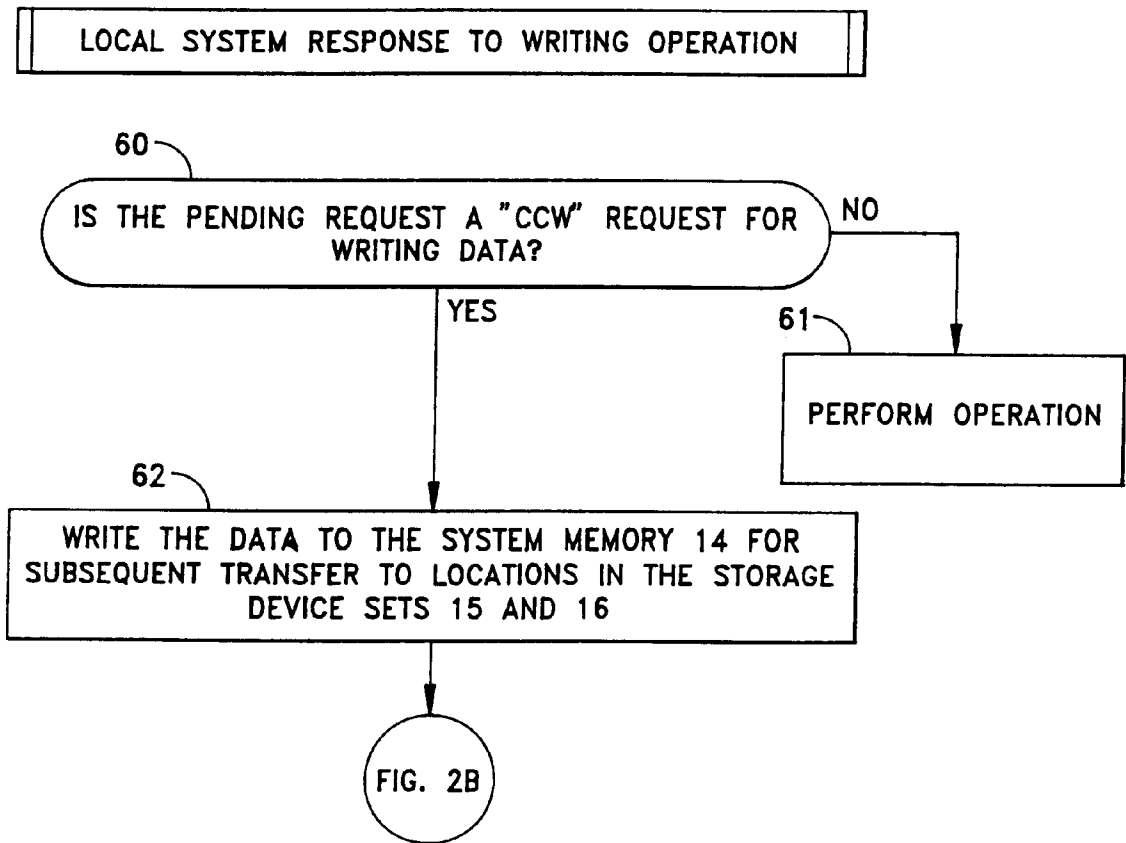 LOCAL SYSTEM RESPONSE TO WRITING OPERATION
60
IS THE PENDING REQUEST A "CCW" REQUEST FOR
WRITING DATA?
NO
YES
61
PERFORM OPERATION
62
WRITE THE DATA TO THE SYSTEM MEMORY 14 FOR
SUBSEQUENT TRANSFER TO LOCATIONS IN THE STORAGE
DEVICE SETS 15 AND 16
FIG. 2B